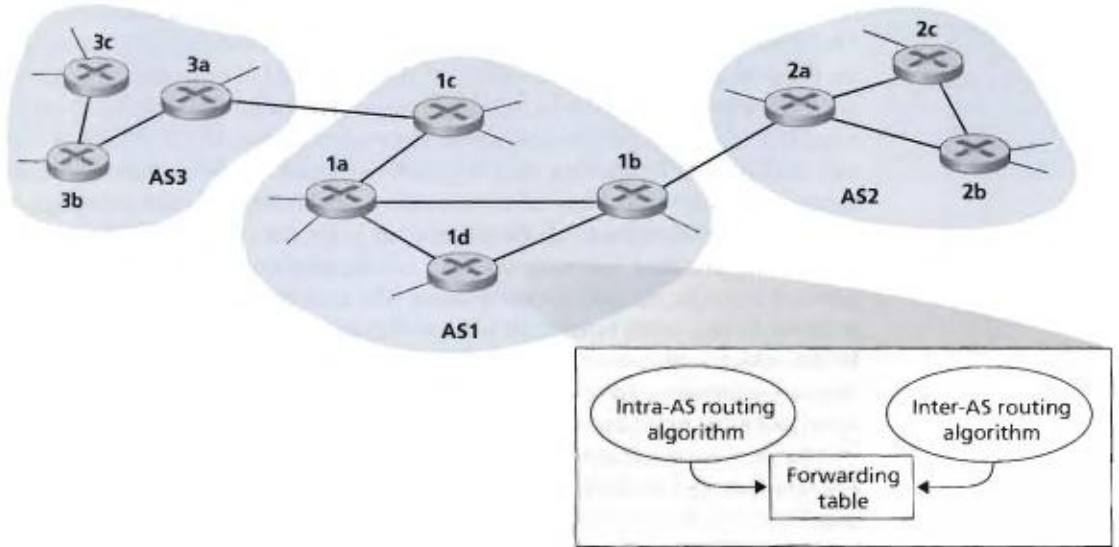 3c
3a
3b
AS3
1c
1a
1b
1d
AS1
2c
2a
2b
AS2
Intra-AS routing
algorithm
Inter-AS routing
algorithm
Forwarding
table